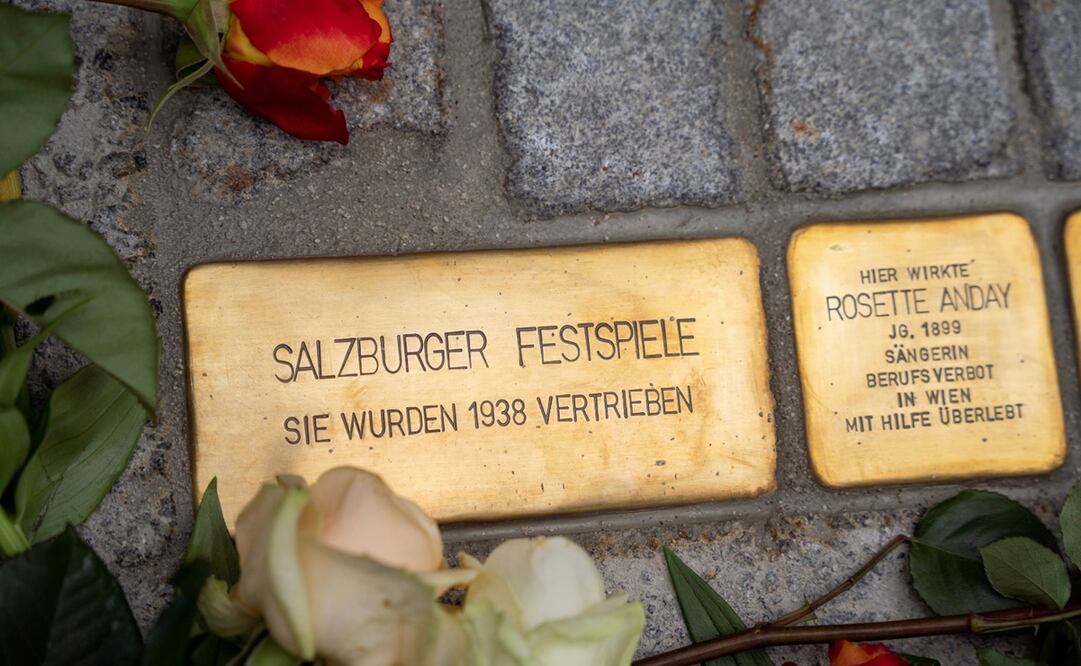 SALZBURGER FESTSPIELE
SIE WURDEN 1938 VERTRIEBEN
HIER WIRKTE
ROSETTE ANDAY
JG. 1899
SÄNGERIN
BERUFSVERBOT
IN WIEN
MIT HILFE ÜBERLEBT